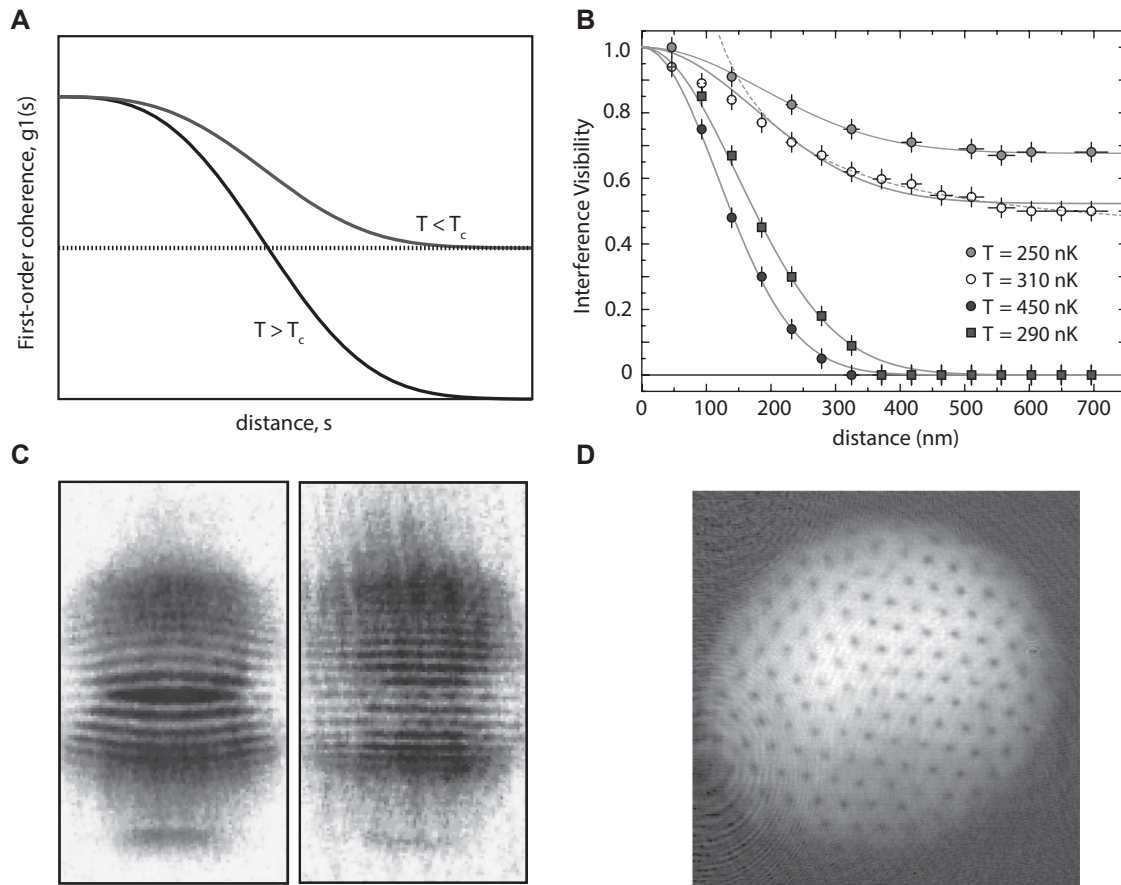 A
First-order coherence, g1(s)
T < Tc
T > Tc
distance, s
B
Interference Visibility
1.0
0.8
0.6
0.4
0.2
0
T = 250 nK
T = 310 nK
T = 450 nK
T = 290 nK
0 100 200 300 400 500 600 700
distance (nm)
C
D